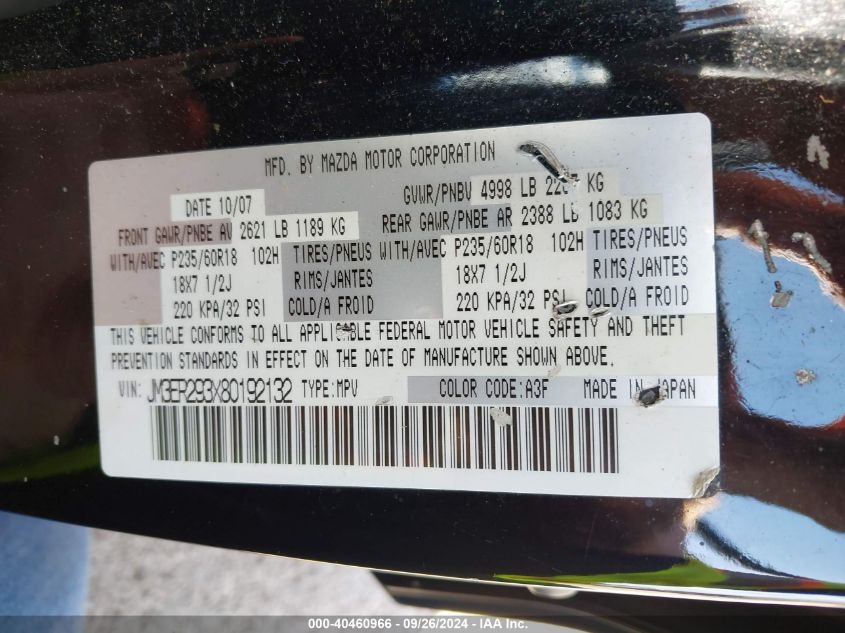 MFD. BY MAZDA MOTOR CORPORATION
DATE 10/07 GVWR/PNBV 4998 LB KG
FRONT GAWR/PNBE AV 2621 LB 1189 KG REAR GAWR/PNBE AR 2388 LB 1083 KG
WITH/AVEC P235/60R18 102H TIRES/PNEUS WITH/AVEC P235/60R18 102H TIRES/PNEUS
18X7 1/2J RIMS/JANTES 18X7 1/2J RIMS/JANTES
220 KPA/32 PSI COLD/A FROID 220 KPA/32 PSI COLD/A FROID
THIS VEHICLE CONFORMS TO ALL APPLICABLE FEDERAL MOTOR VEHICLE SAFETY AND THEFT
PREVENTION STANDARDS IN EFFECT ON THE DATE OF MANUFACTURE SHOWN ABOVE.
VIN: JM3ER293X80192132 TYPE:MPV COLOR CODE:A3F MADE IN JAPAN
000-40460966 - 09/26/2024 - IAA Inc.